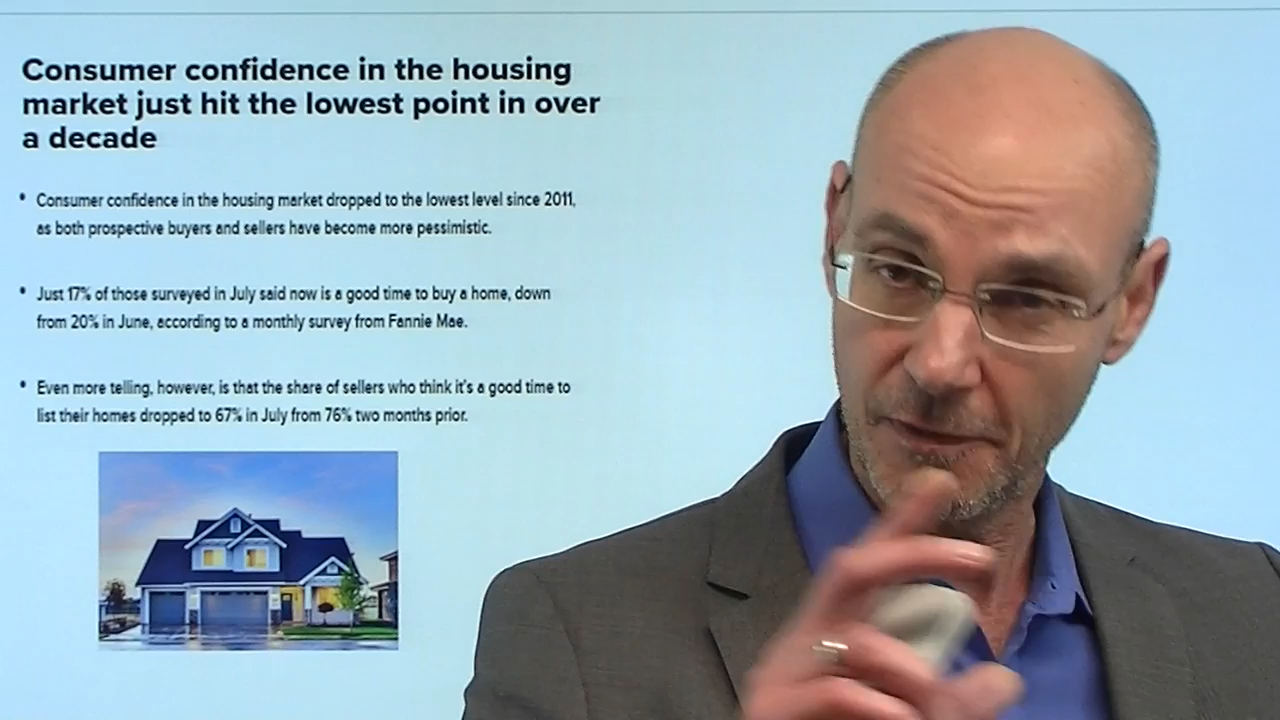 Consumer confidence in the housing
market just hit the lowest point in over
a decade
• Consumer confidence in the housing market dropped to the lowest level since 2011,
as both prospective buyers and sellers have become more pessimistic.
• Just 17% of those surveyed in July said now is a good time to buy a home, down
from 20% in June, according to a monthly survey from Fannie Mae.
• Even more telling, however, is that the share of sellers who think it's a good time to
list their homes dropped to 67% in July from 76% two months prior.